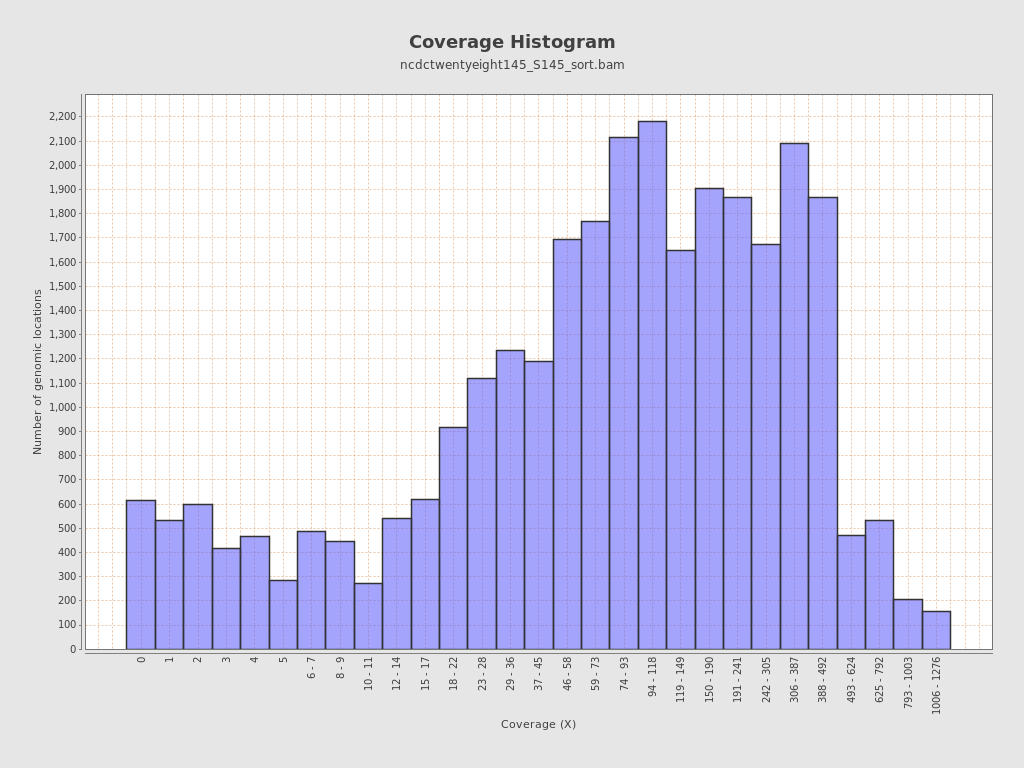 Coverage Histogram
ncdctwentyeight145_S145_sort.bam
Number of genomic locations
2,200
2,100
2,000
1,900
1,800
1,700
1,600
1,500
1,400
1,300
1,200
1,100
1,000
900
800
700
600
500
400
300
200
100
0
0
1
2
3
4
5
6 - 7
8 - 9
10 - 11
12 - 14
15 - 17
18 - 22
23 - 28
29 - 36
37 - 45
46 - 58
59 - 73
74 - 93
94 - 118
119 - 149
150 - 190
191 - 241
242 - 305
306 - 387
388 - 492
493 - 624
625 - 792
793 - 1003
1006 - 1276
Coverage (X)